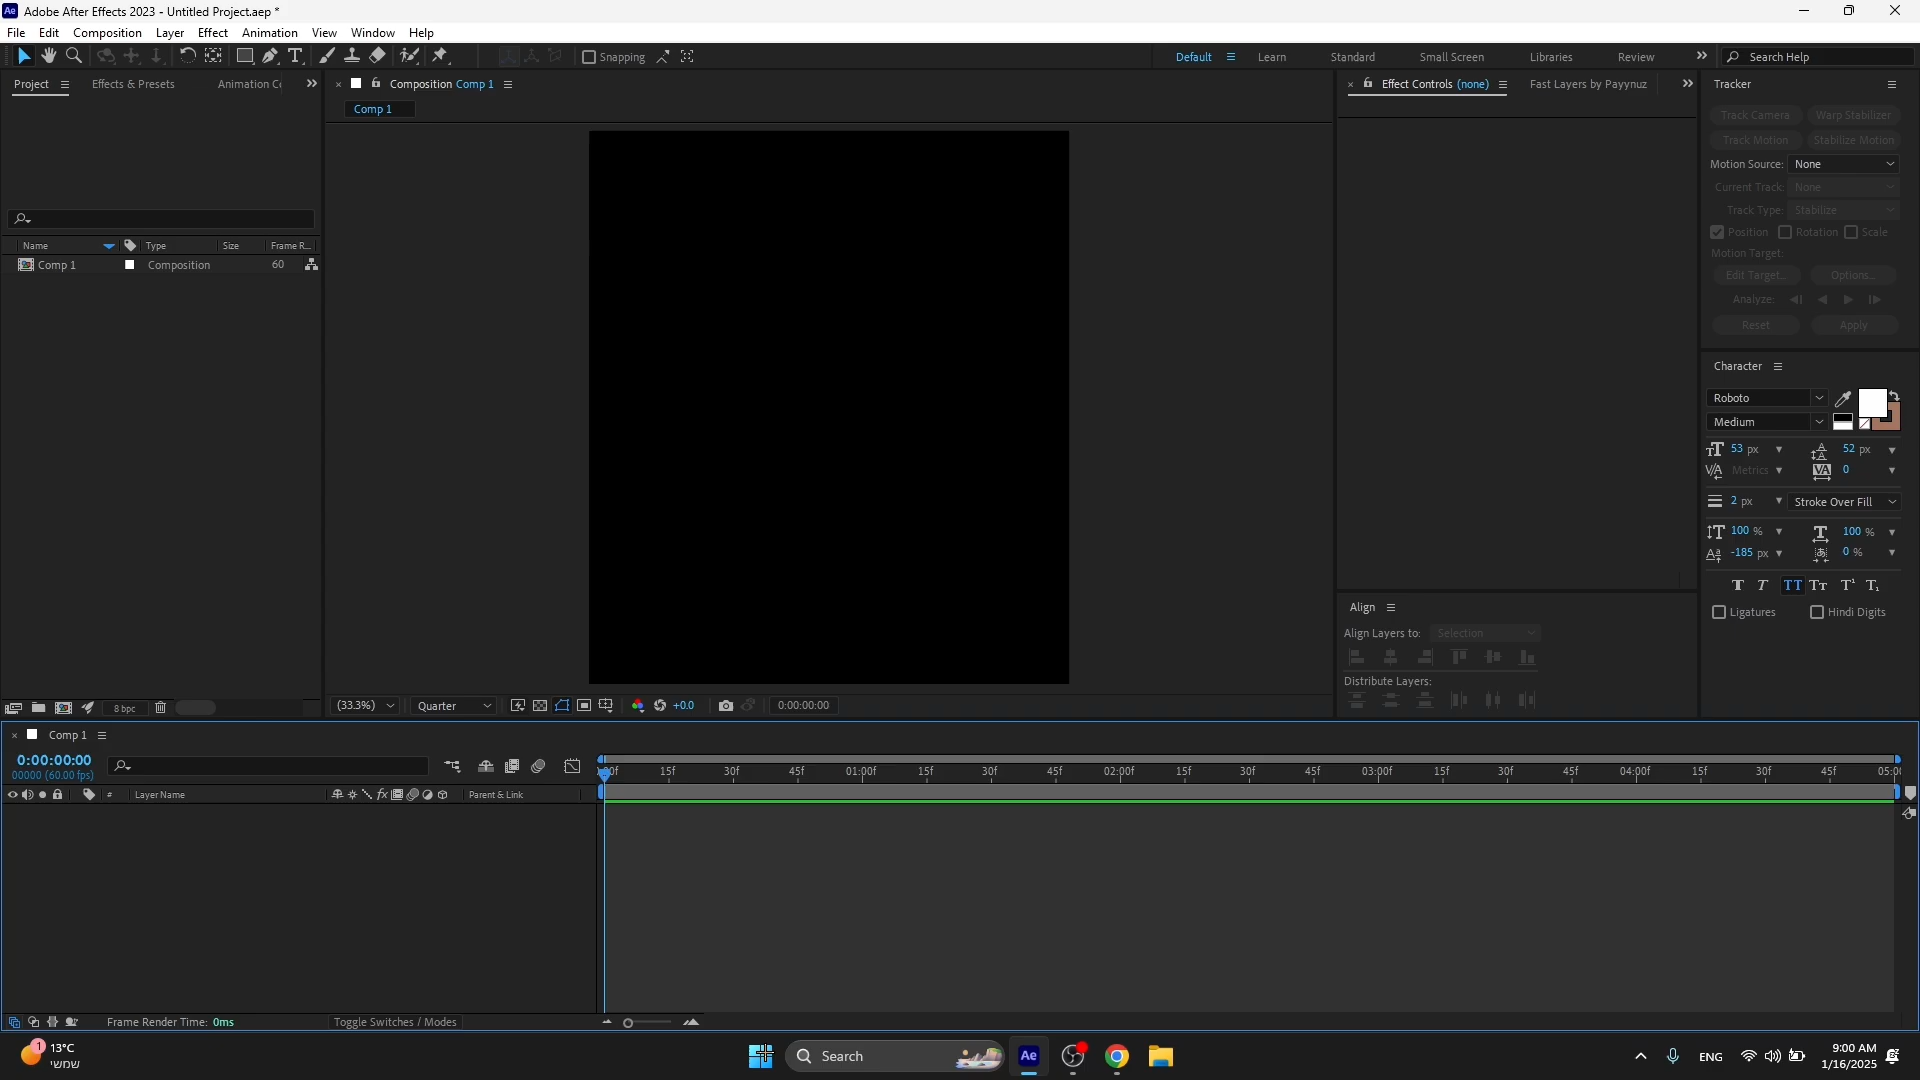 Adobe After Effects 2023 - Untitled Project.aep *
File Edit Composition Layer Effect Animation View Window Help
Snapping Default Learn Standard Small Screen Libraries Review Search Help
Project Effects & Presets Animation Co
Composition Comp 1
Comp 1
Effect Controls (none) Fast Layers by Payynuz
Tracker
Track Camera Warp Stabilizer
Track Motion Stabilize Motion
Motion Source: None
Current Track: None
Track Type: Stabilize
Position Rotation Scale
Motion Target:
Edit Target... Options...
Analyze:
Reset Apply
Name Type Size Frame R...
Comp 1 Composition 60
Character
Roboto
Medium
53 px 52 px
Metrics 0
2 px Stroke Over Fill
100 % 100 %
-185 px 0 %
Ligatures Hindi Digits
Align
Align Layers to: Selection
Distribute Layers:
8 bpc
(33.3%) Quarter +0.0 0:00:00:00
Comp 1
0:00:00:00
00000 (60.00 fps)
15f 30f 45f 01:00f 15f 30f 45f 02:00f 15f 30f 45f 03:00f 15f 30f 45f 04:00f 15f 30f 45f 05:00
# Layer Name Parent & Link
Frame Render Time: 0ms Toggle Switches / Modes
1 13°C
שמשי
Search
ENG
9:00 AM
1/16/2025